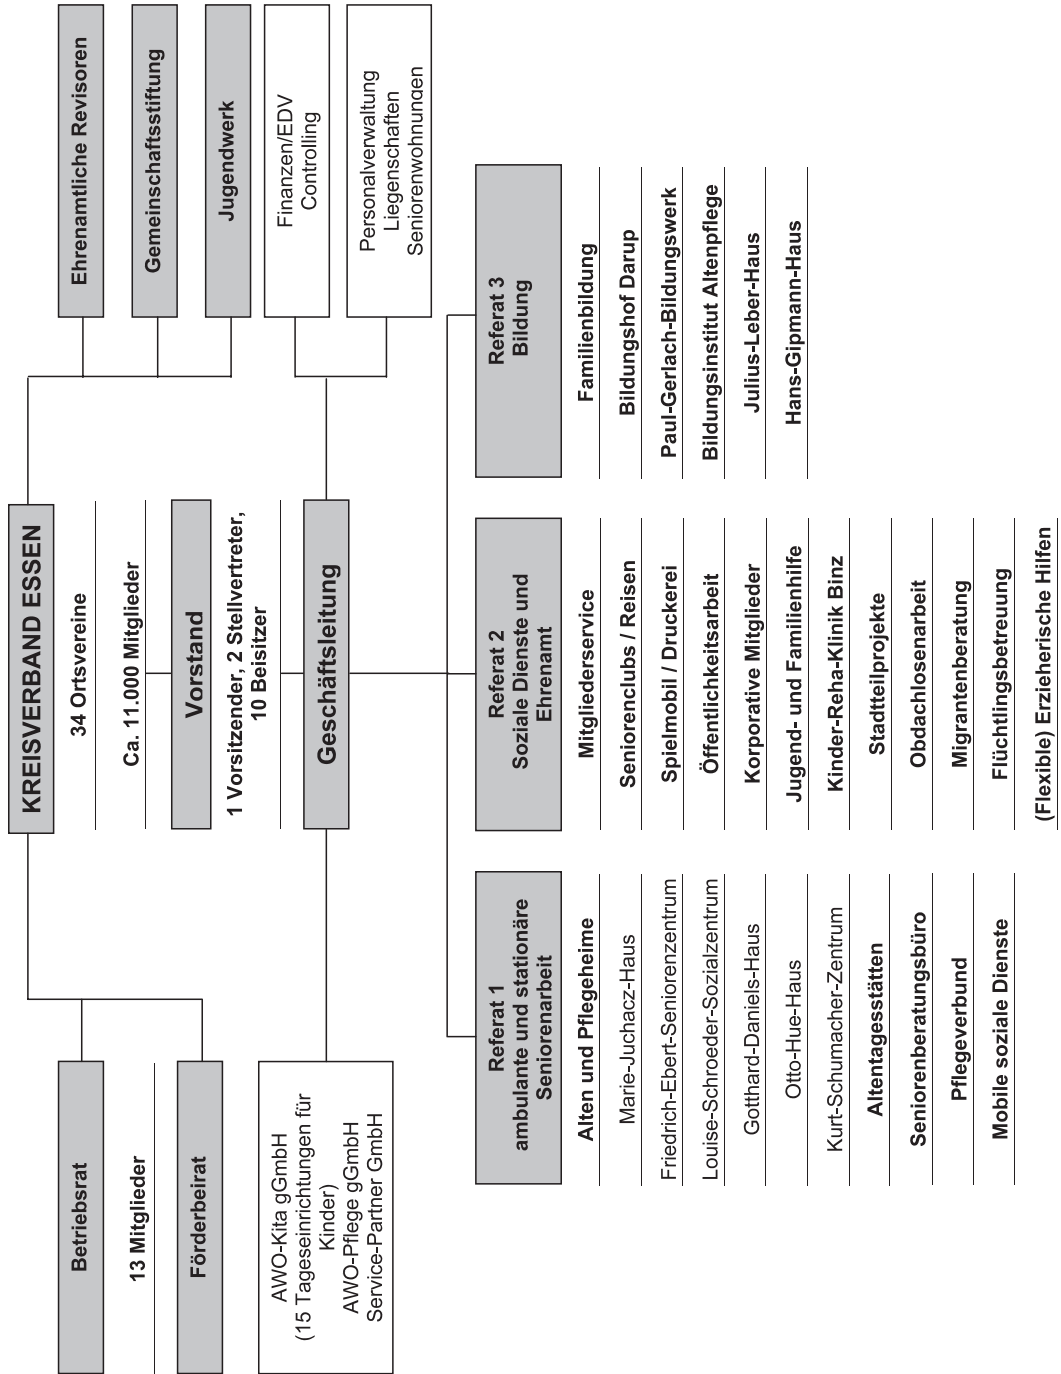 KREISVERBAND ESSEN
34 Ortsvereine
Ca. 11.000 Mitglieder
Vorstand
1 Vorsitzender, 2 Stellvertreter,
10 Beisitzer
Geschäftsleitung
Betriebsrat
13 Mitglieder
Förderbeirat
AWO-Kita gGmbH
(15 Tageseinrichtungen für
Kinder)
AWO-Pflege gGmbH
Service-Partner GmbH
Ehrenamtliche Revisoren
Gemeinschaftsstiftung
Jugendwerk
Finanzen/EDV
Controlling
Personalverwaltung
Liegenschaften
Seniorenwohnungen
Referat 1
ambulante und stationäre
Seniorenarbeit
Alten und Pflegeheime
Marie-Juchacz-Haus
Friedrich-Ebert-Seniorenzentrum
Louise-Schroeder-Sozialzentrum
Gotthard-Daniels-Haus
Otto-Hue-Haus
Kurt-Schumacher-Zentrum
Altentagesstätten
Seniorenberatungsbüro
Pflegeverbund
Mobile soziale Dienste
Referat 2
Soziale Dienste und
Ehrenamt
Mitgliederservice
Seniorenclubs / Reisen
Spielmobil / Druckerei
Öffentlichkeitsarbeit
Korporative Mitglieder
Jugend- und Familienhilfe
Kinder-Reha-Klinik Binz
Stadtteilprojekte
Obdachlosenarbeit
Migrantenberatung
Flüchtlingsbetreuung
(Flexible) Erzieherische Hilfen
Referat 3
Bildung
Familienbildung
Bildungshof Darup
Paul-Gerlach-Bildungswerk
Bildungsinstitut Altenpflege
Julius-Leber-Haus
Hans-Gipmann-Haus